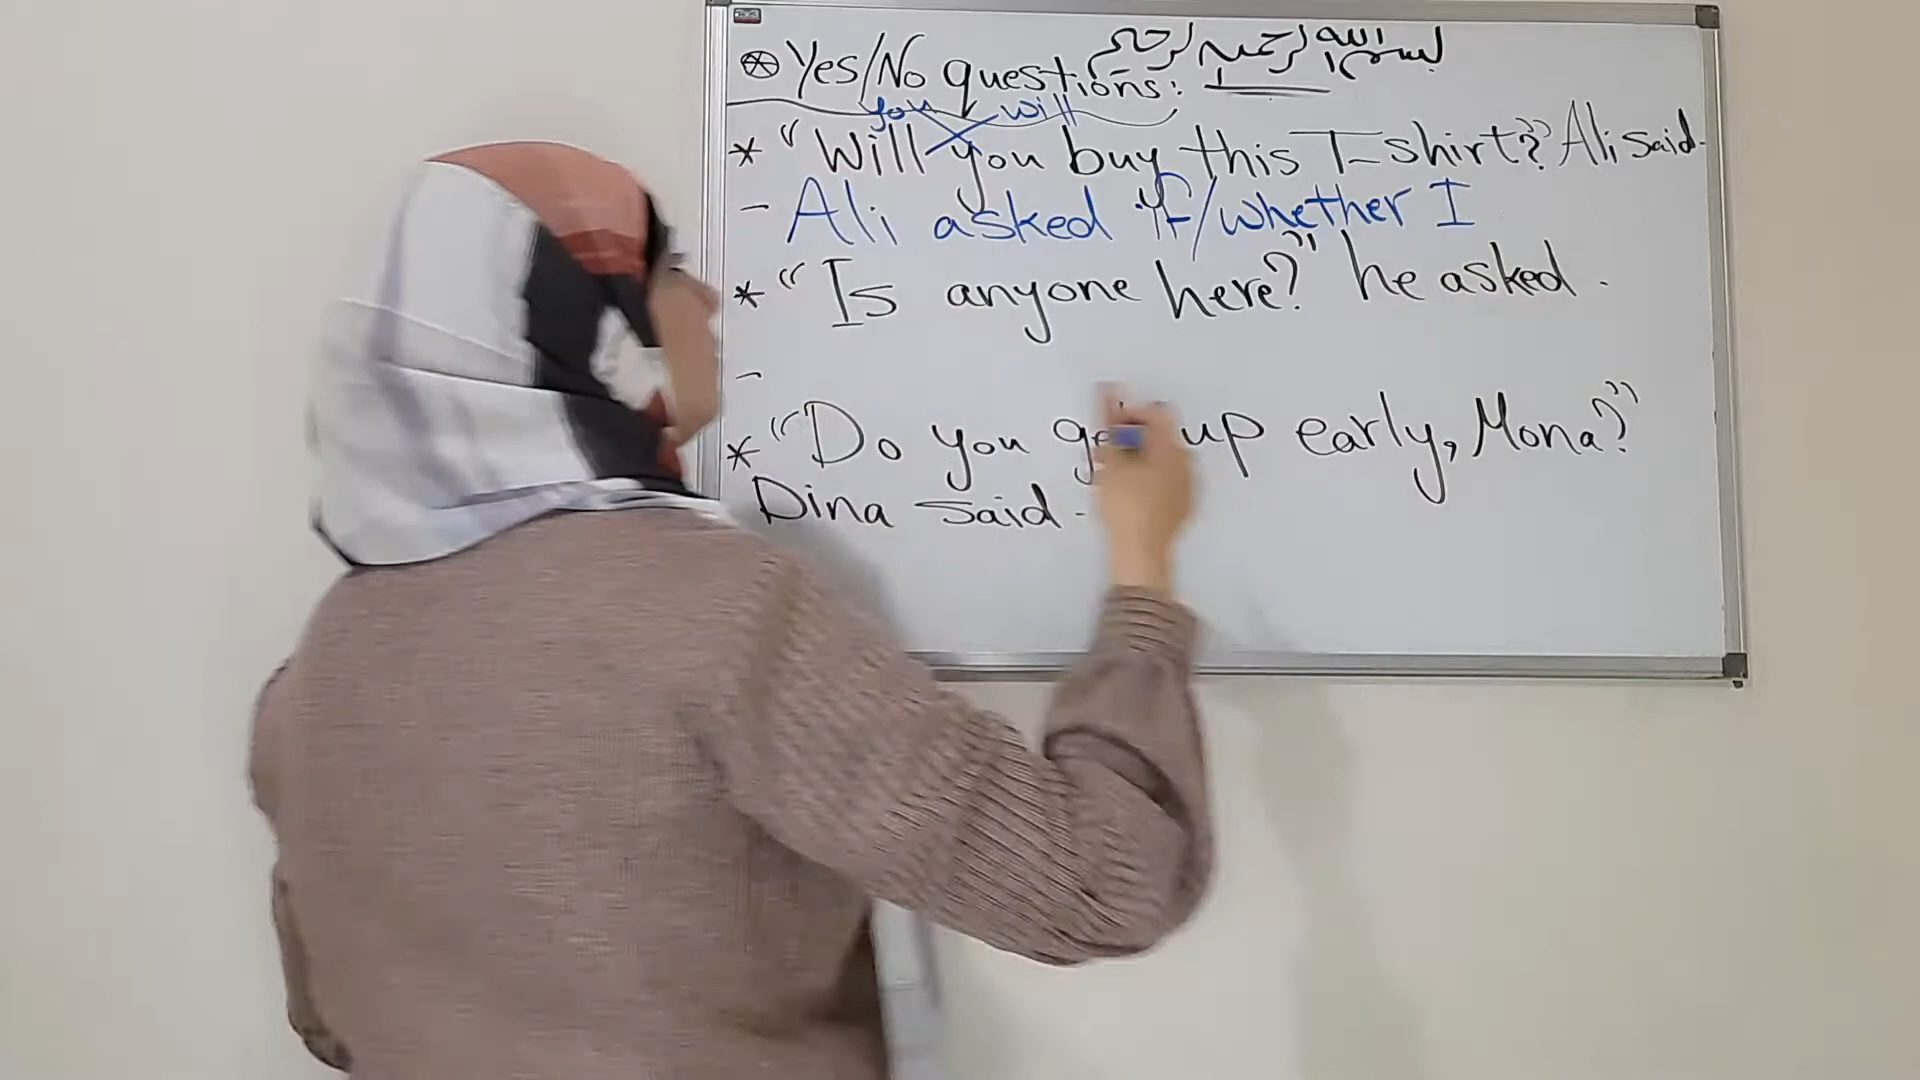 بسم الله الرحمن الرحيم
⊛ Yes/No questions:
you will
* "Will you buy this T-shirt?" Ali said.
- Ali asked if/whether I
* "Is anyone here?" he asked.
-
* "Do you get up early, Mona?"
Dina said.